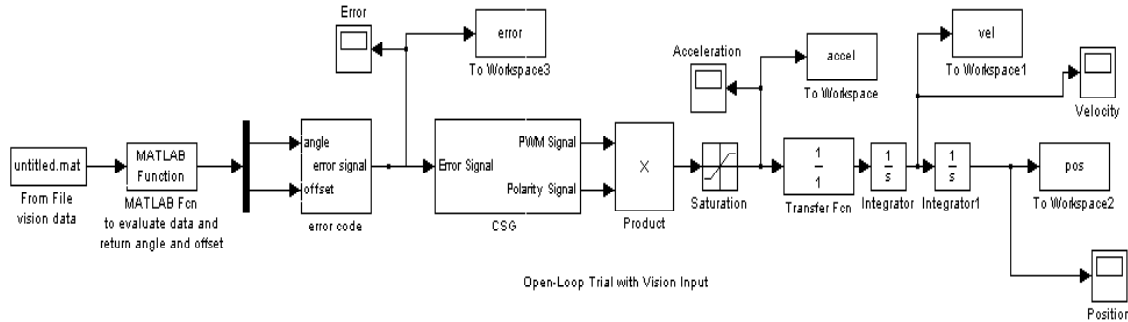 Error
error
To Workspace3
Acceleration
accel
To Workspace
vel
To Workspace1
Velocity
untitled.mat
From File
vision data
MATLAB
Function
MATLAB Fcn
to evaluate data and
return angle and offset
angle
error signal
offset
error code
Error Signal
PWM Signal
Polarity Signal
CSG
X
Product
Saturation
1
1
Transfer Fcn
1
s
Integrator
1
s
Integrator1
pos
To Workspace2
Position
Open-Loop Trial with Vision Input